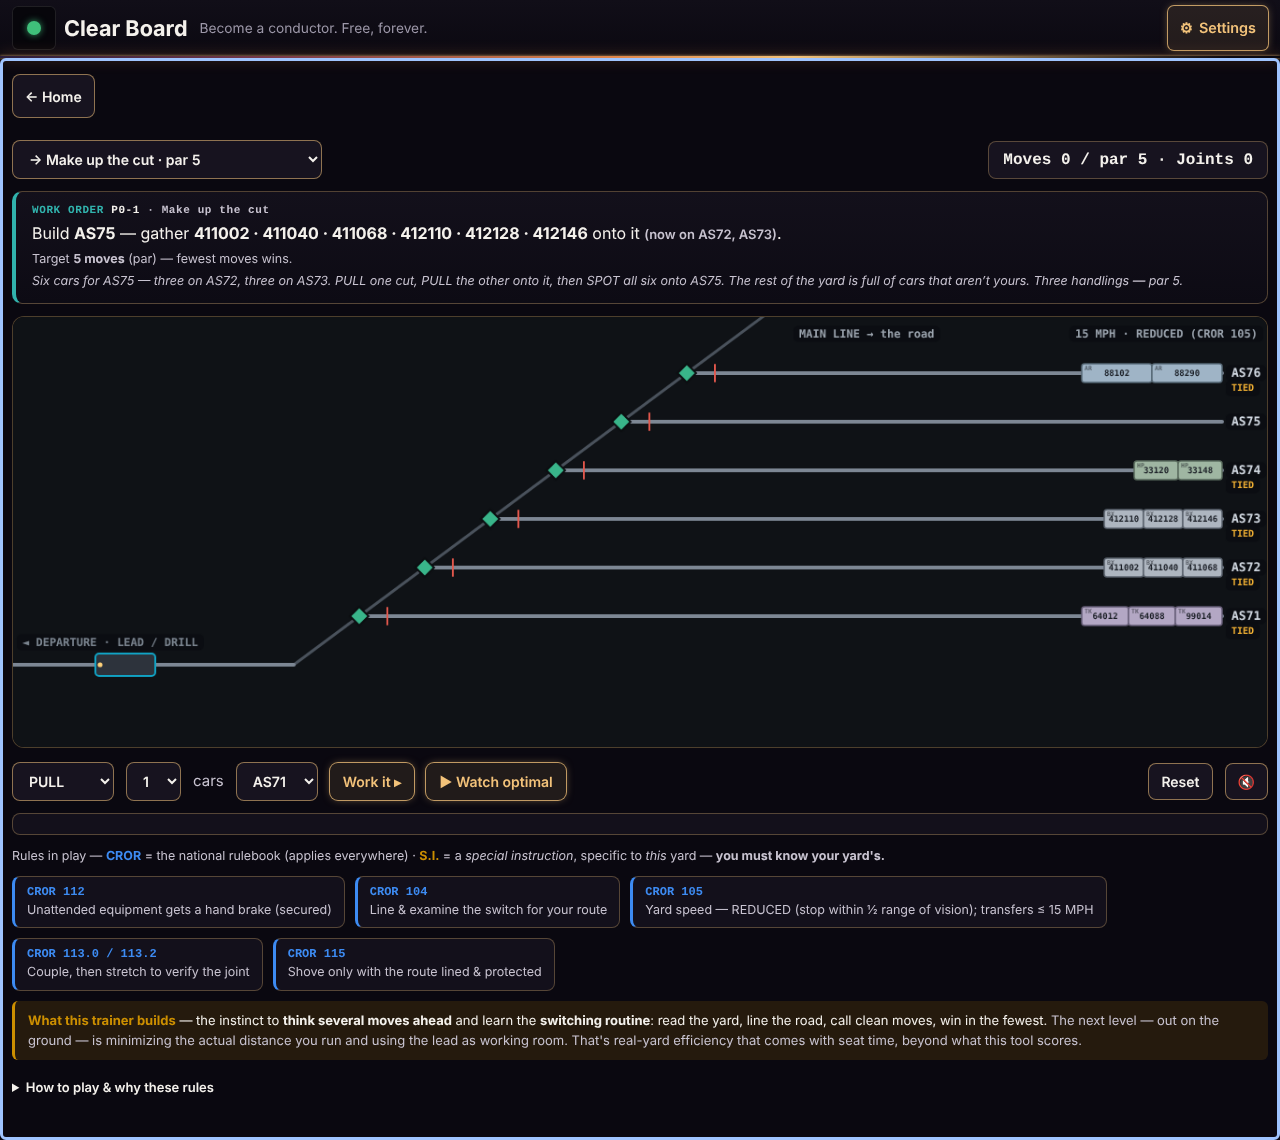 Clear Board
Become a conductor. Free, forever.
⚙ Settings
← Home
→ Make up the cut · par 5
Moves 0 / par 5 · Joints 0
WORK ORDER P0-1 · Make up the cut
Build AS75 — gather 411002 · 411040 · 411068 · 412110 · 412128 · 412146 onto it (now on AS72, AS73).
Target 5 moves (par) — fewest moves wins.
Six cars for AS75 — three on AS72, three on AS73. PULL one cut, PULL the other onto it, then SPOT all six onto AS75. The rest of the yard is full of cars that aren't yours. Three handlings — par 5.
MAIN LINE → the road
15 MPH · REDUCED (CROR 105)
88102 88290 AS76
TIED
AS75
33120 33148 AS74
TIED
412110 412128 412146 AS73
TIED
411002 411040 411068 AS72
TIED
64012 64088 99014 AS71
TIED
◄ DEPARTURE · LEAD / DRILL
PULL
1
cars
AS71
Work it ▸
▶ Watch optimal
Reset
Rules in play — CROR = the national rulebook (applies everywhere) · S.I. = a special instruction, specific to this yard — you must know your yard's.
CROR 112
Unattended equipment gets a hand brake (secured)
CROR 104
Line & examine the switch for your route
CROR 105
Yard speed — REDUCED (stop within ½ range of vision); transfers ≤ 15 MPH
CROR 113.0 / 113.2
Couple, then stretch to verify the joint
CROR 115
Shove only with the route lined & protected
What this trainer builds — the instinct to think several moves ahead and learn the switching routine: read the yard, line the road, call clean moves, win in the fewest. The next level — out on the
ground — is minimizing the actual distance you run and using the lead as working room. That's real-yard efficiency that comes with seat time, beyond what this tool scores.
▶ How to play & why these rules